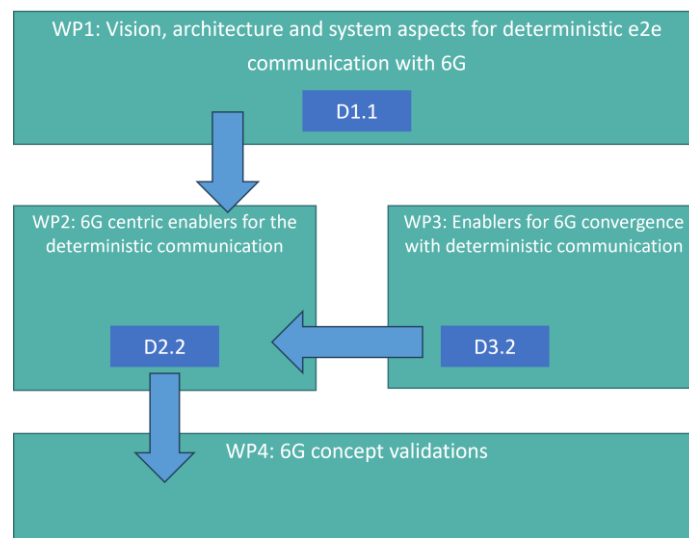 WP1: Vision, architecture and system aspects for deterministic e2e
communication with 6G
D1.1
WP2: 6G centric enablers for the
deterministic communication
WP3: Enablers for 6G convergence
with deterministic communication
D2.2
D3.2
WP4: 6G concept validations